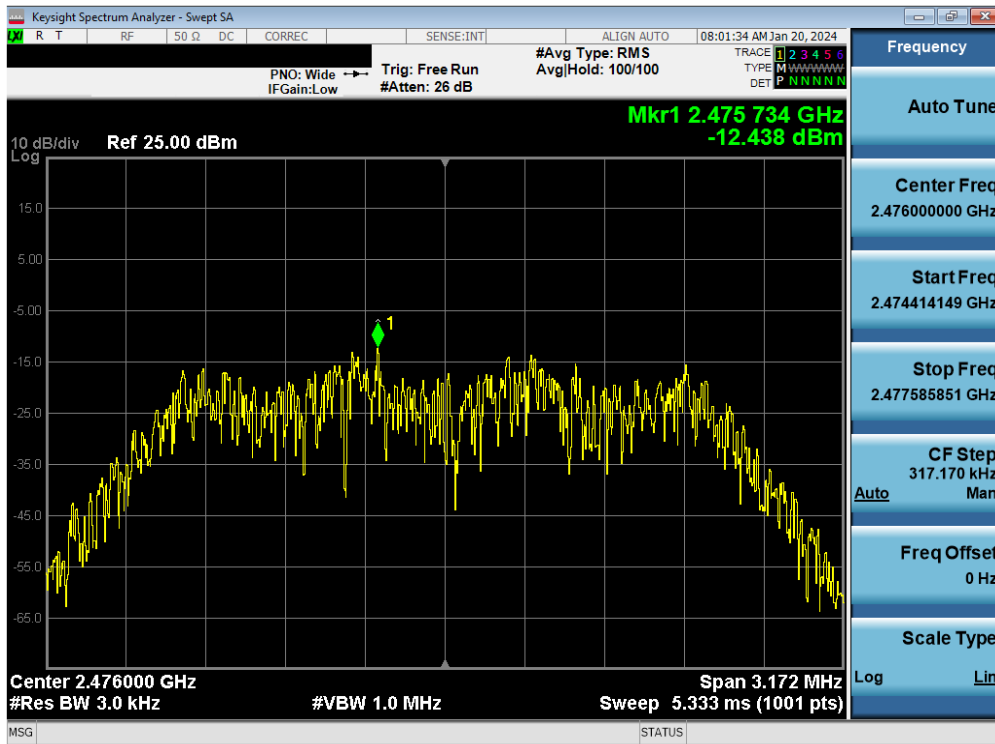 Keysight Spectrum Analyzer - Swept SA
LXI R T RF 50 Ω DC CORREC SENSE:INT ALIGN AUTO 08:01:34 AM Jan 20, 2024
PNO: Wide Trig: Free Run #Avg Type: RMS TRACE 1 2 3 4 5 6
IFGain:Low #Atten: 26 dB Avg|Hold: 100/100 TYPE M W W W W W
DET P N N N N N
Mkr1 2.475 734 GHz
-12.438 dBm
10 dB/div Ref 25.00 dBm
Log
15.0
5.00
-5.00
1
-15.0
-25.0
-35.0
-45.0
-55.0
-65.0
Center 2.476000 GHz Span 3.172 MHz
#Res BW 3.0 kHz #VBW 1.0 MHz Sweep 5.333 ms (1001 pts)
MSG STATUS
Frequency
Auto Tune
Center Freq
2.476000000 GHz
Start Freq
2.474414149 GHz
Stop Freq
2.477585851 GHz
CF Step
317.170 kHz
Auto Man
Freq Offset
0 Hz
Scale Type
Log Lin